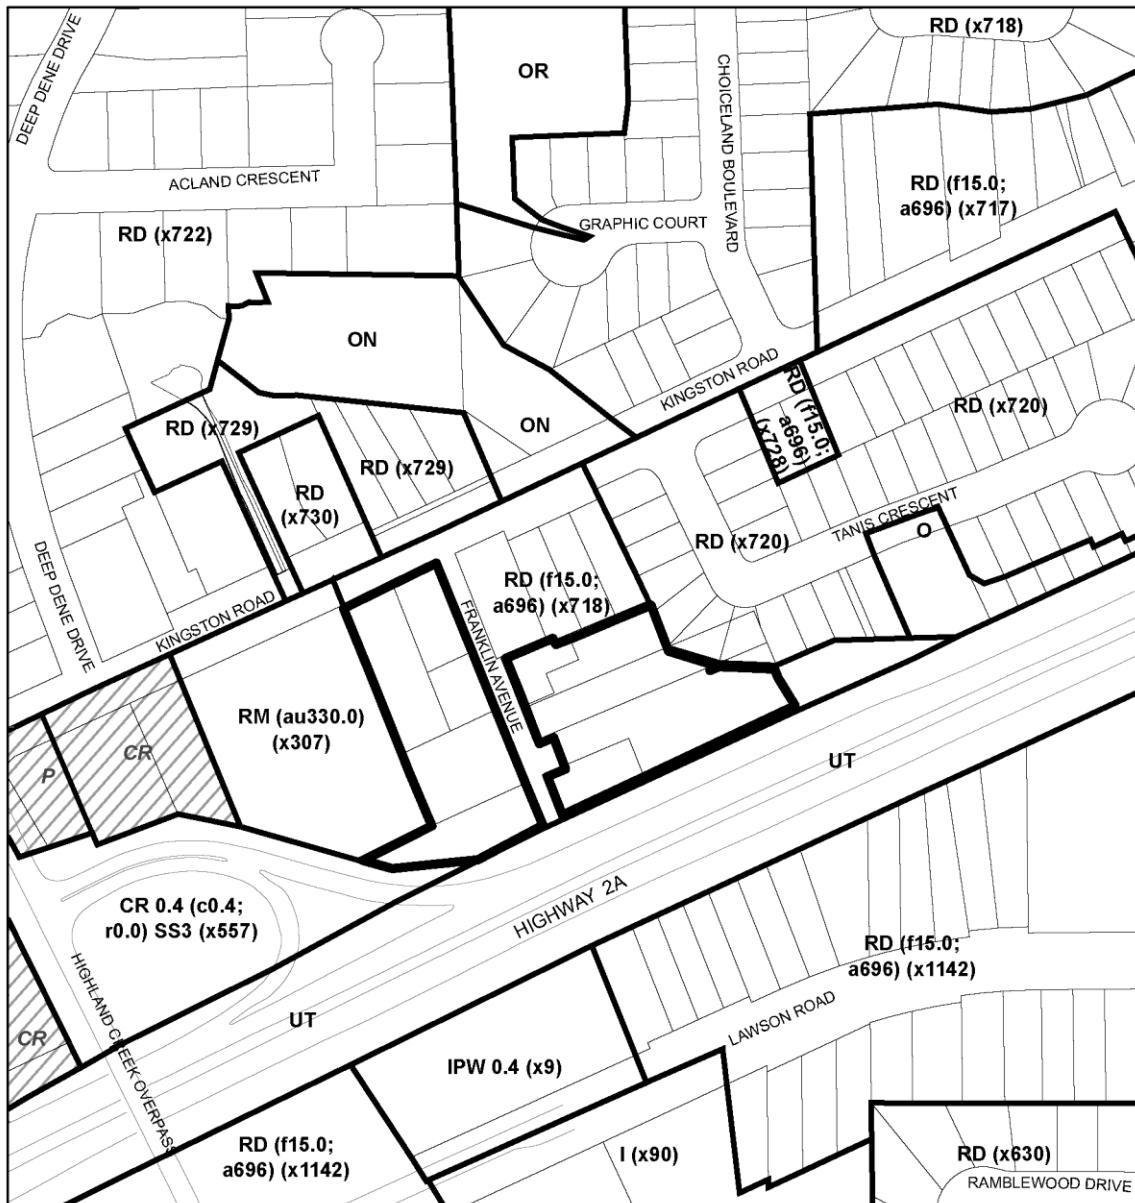 RD (x718)
DEEP DENE DRIVE
OR
CHOICELAND BOULEVARD
ACLAND CRESCENT
RD (f15.0;
a696) (x717)
GRAPHIC COURT
RD (x722)
ON
KINGSTON ROAD
RD (f15.0;
a696)
(x728)
RD (x720)
RD (x729)
ON
RD (x729)
RD
(x730)
TANIS CRESCENT
O
RD (x720)
DEEP DENE DRIVE
RD (f15.0;
a696) (x718)
KINGSTON ROAD
FRANKLIN AVENUE
RM (au330.0)
(x307)
CR
P
UT
CR 0.4 (c0.4;
r0.0) SS3 (x557)
HIGHWAY 2A
RD (f15.0;
a696) (x1142)
HIGHLAND CREEK OVERPASS
UT
LAWSON ROAD
CR
IPW 0.4 (x9)
RD (f15.0;
a696) (x1142)
I (x90)
RD (x630)
RAMBLEWOOD DRIVE